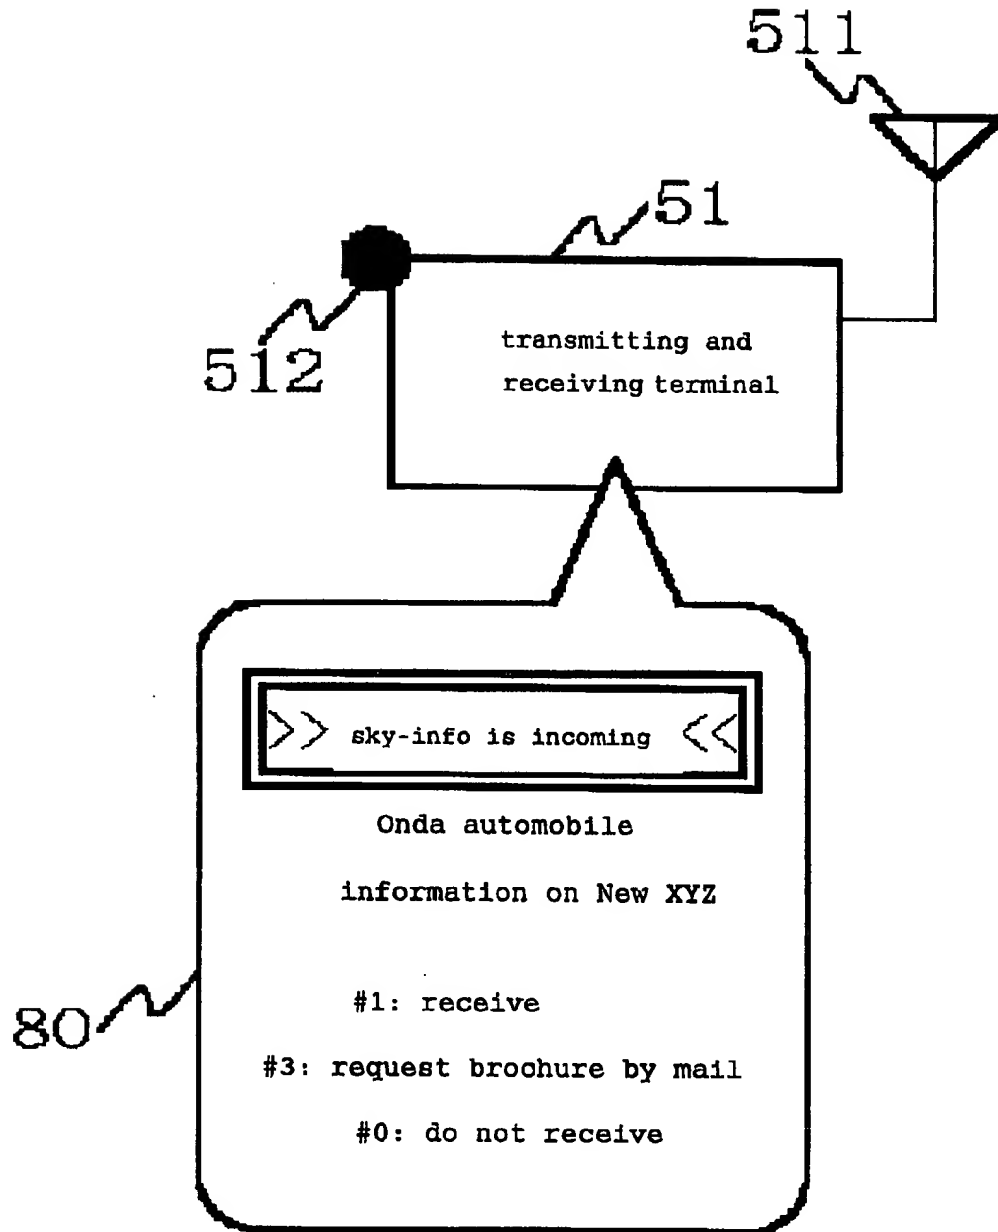 511
51
512
transmitting and
receiving terminal
>> sky-info is incoming <<
Onda automobile
information on New XYZ
80
#1: receive
#3: request brochure by mail
#0: do not receive